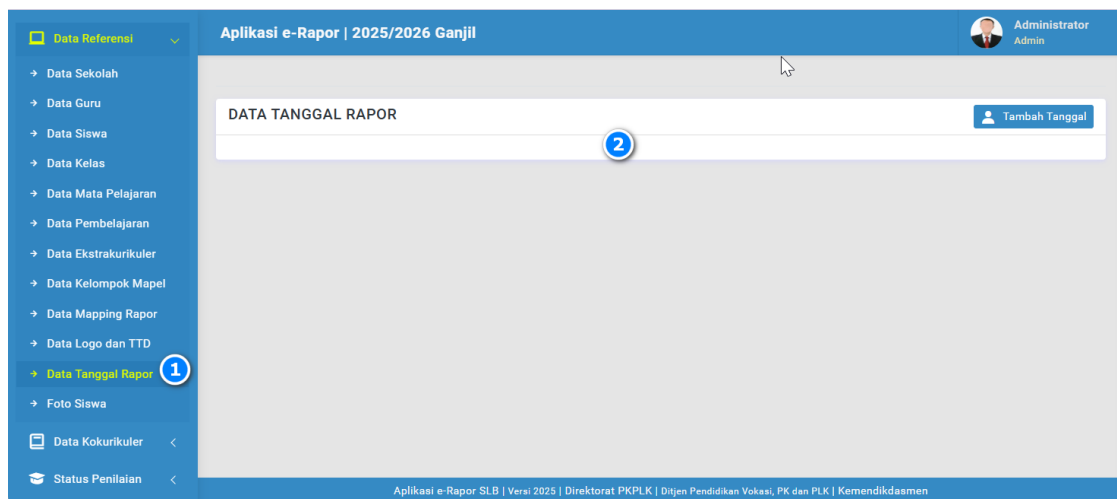 Data Referensi
Data Sekolah
Data Guru
Data Siswa
Data Kelas
Data Mata Pelajaran
Data Pembelajaran
Data Ekstrakurikuler
Data Kelompok Mapel
Data Mapping Rapor
Data Logo dan TTD
Data Tanggal Rapor 1
Foto Siswa
Data Kokurikuler
Status Penilaian
Aplikasi e-Rapor | 2025/2026 Ganjil
Administrator
Admin
DATA TANGGAL RAPOR
Tambah Tanggal
2
Aplikasi e-Rapor SLB | Versi 2025 | Direktorat PKPLK | Ditjen Pendidikan Vokasi, PK dan PLK | Kemendikdasmen